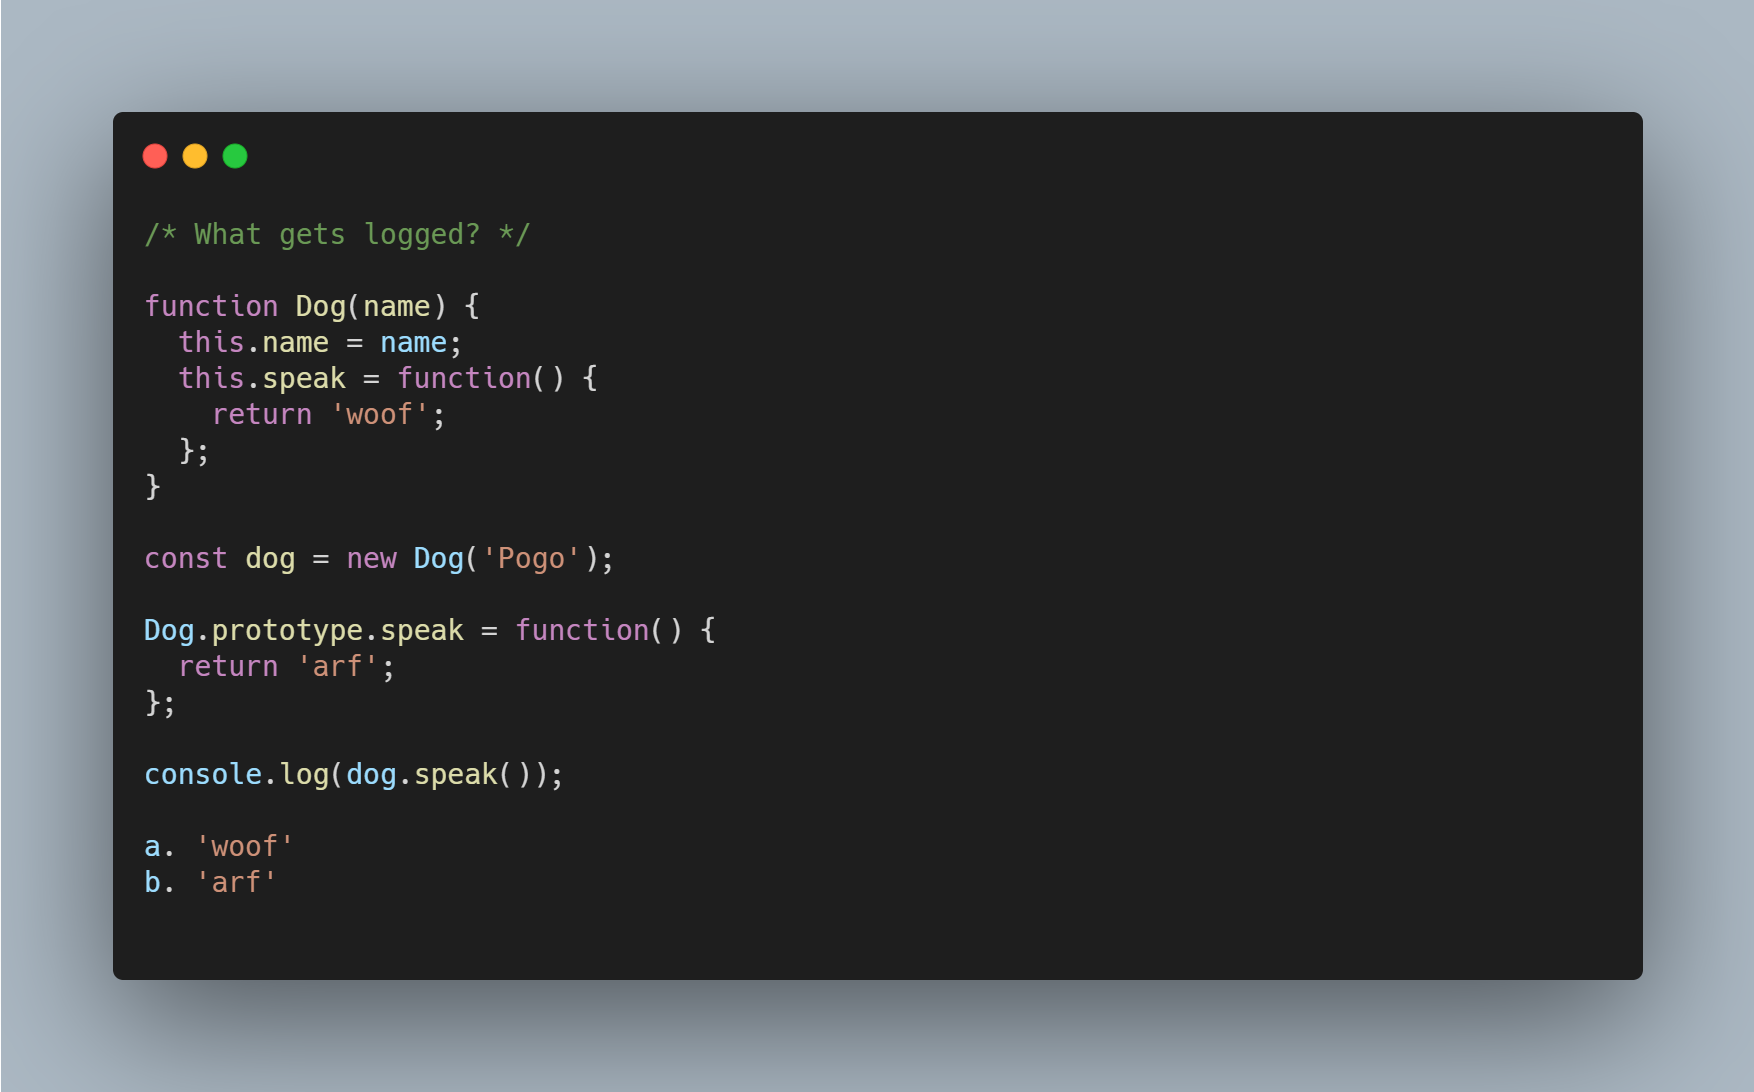 /* What gets logged? */

function Dog(name) {
  this.name = name;
  this.speak = function() {
    return 'woof';
  };
}

const dog = new Dog('Pogo');

Dog.prototype.speak = function() {
  return 'arf';
};

console.log(dog.speak());

a. 'woof'
b. 'arf'